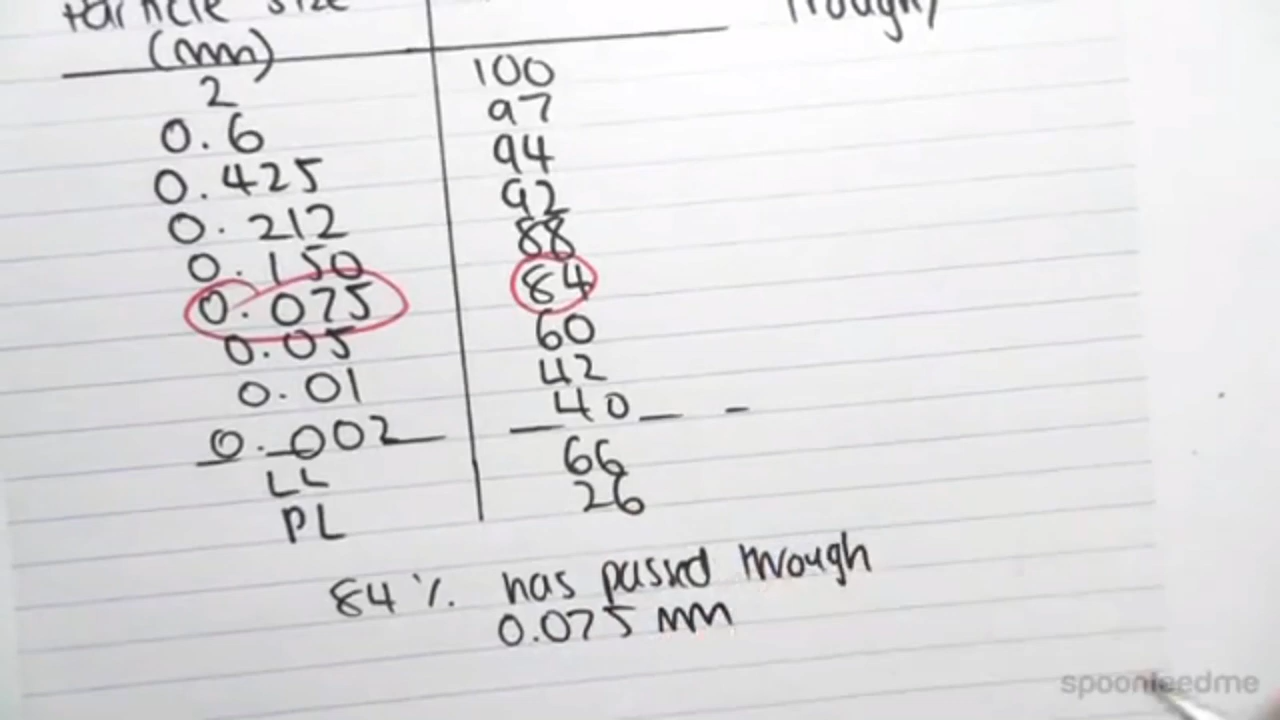 Particle size
(mm)
2 100
0.6 97
0.425 94
0.212 92
0.150 88
0.075 84
0.05 60
0.01 42
0.002 40
LL 66
PL 26
84 % has passed through
0.075 mm
spoonfeedme